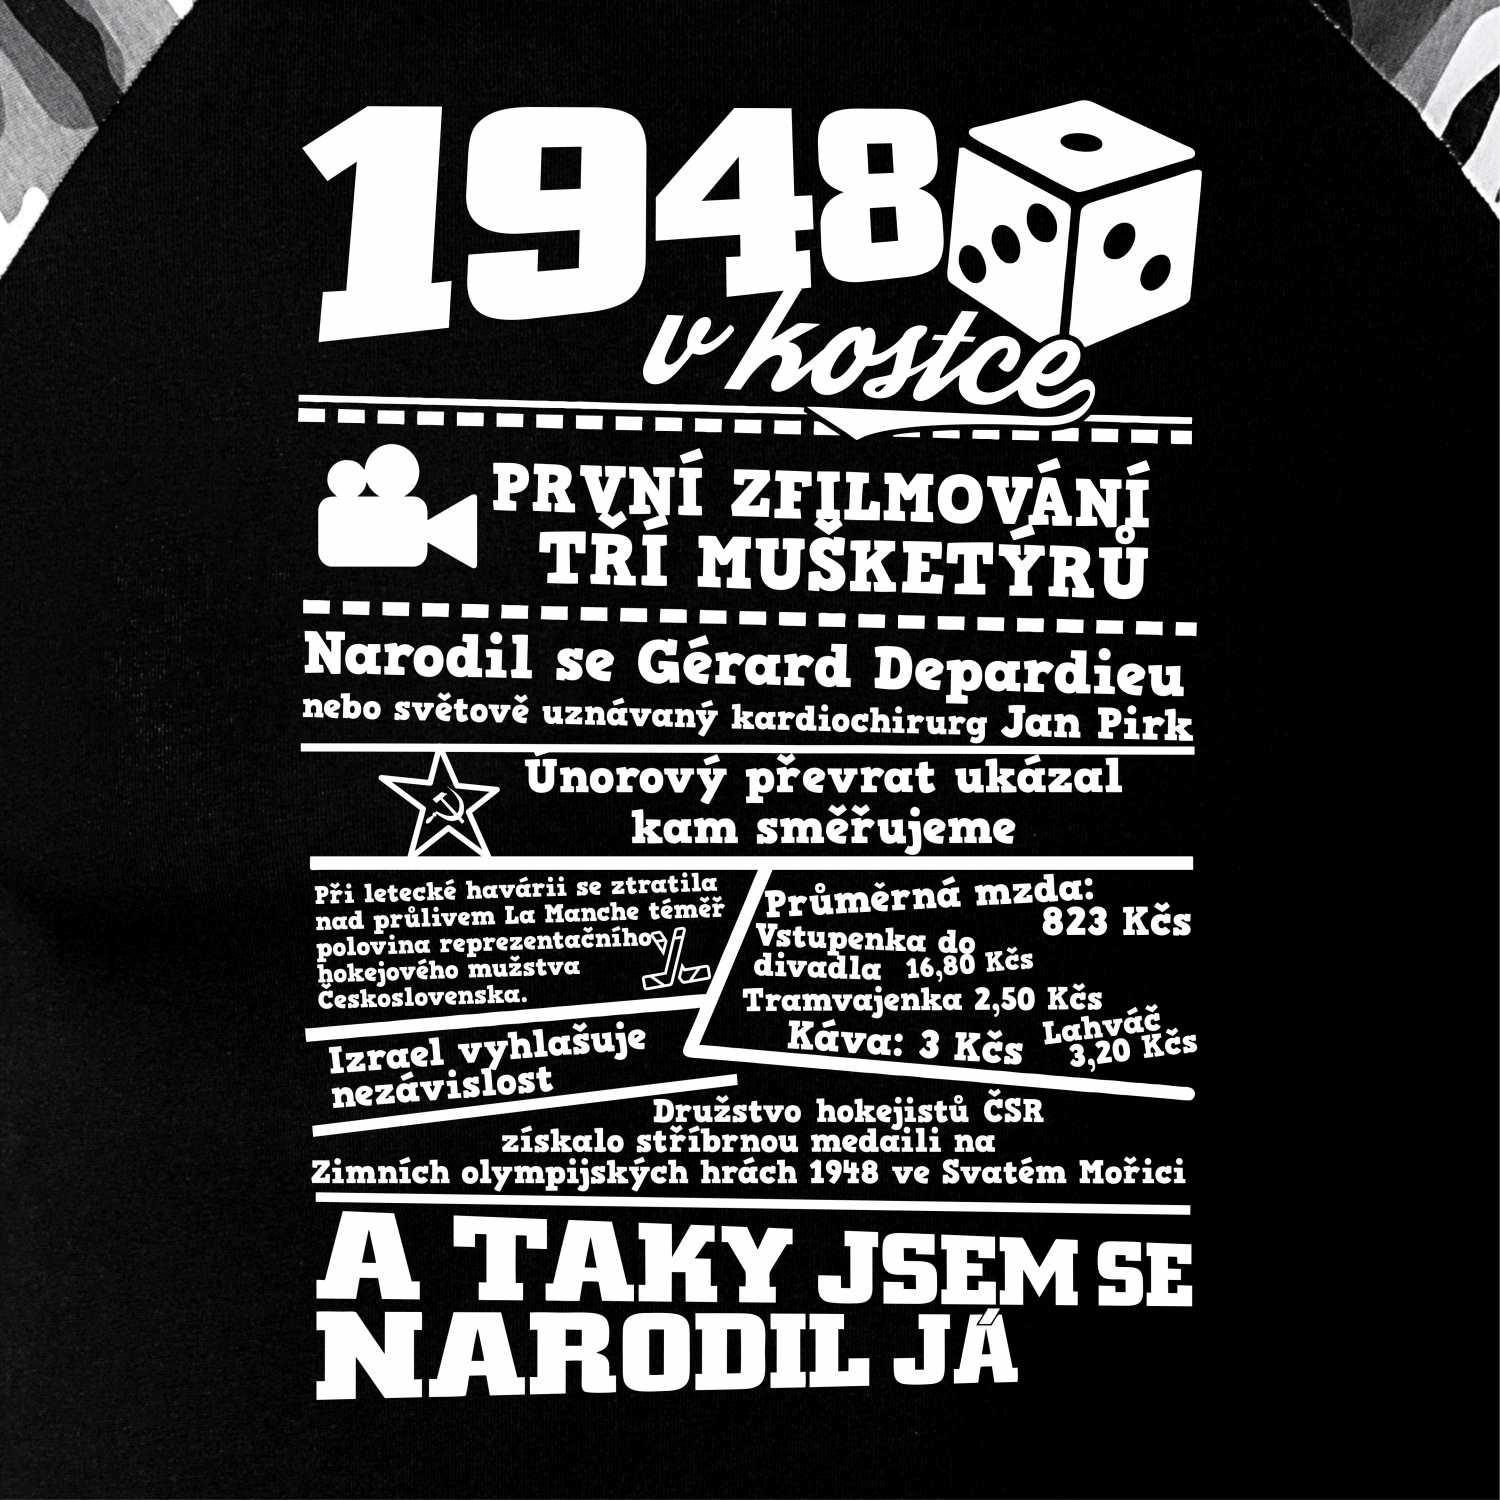 1948
v kostce
PRVNÍ ZFILMOVÁNÍ
TŘÍ MUŠKETÝRŮ
Narodil se Gérard Depardieu
nebo světově uznávaný kardiochirurg Jan Pirk
Únorový převrat ukázal
kam směřujeme
Při letecké havárii se ztratila
nad průlivem La Manche téměř
polovina reprezentačního
hokejového mužstva
Československa.
Průměrná mzda:
823 Kčs
Vstupenka do
divadla 16,80 Kčs
Tramvajenka 2,50 Kčs
Káva: 3 Kčs
Lahváč
3,20 Kčs
Izrael vyhlašuje
nezávislost
Družstvo hokejistů ČSR
získalo stříbrnou medaili na
Zimních olympijských hrách 1948 ve Svatém Mořici
A TAKY JSEM SE
NARODIL JÁ